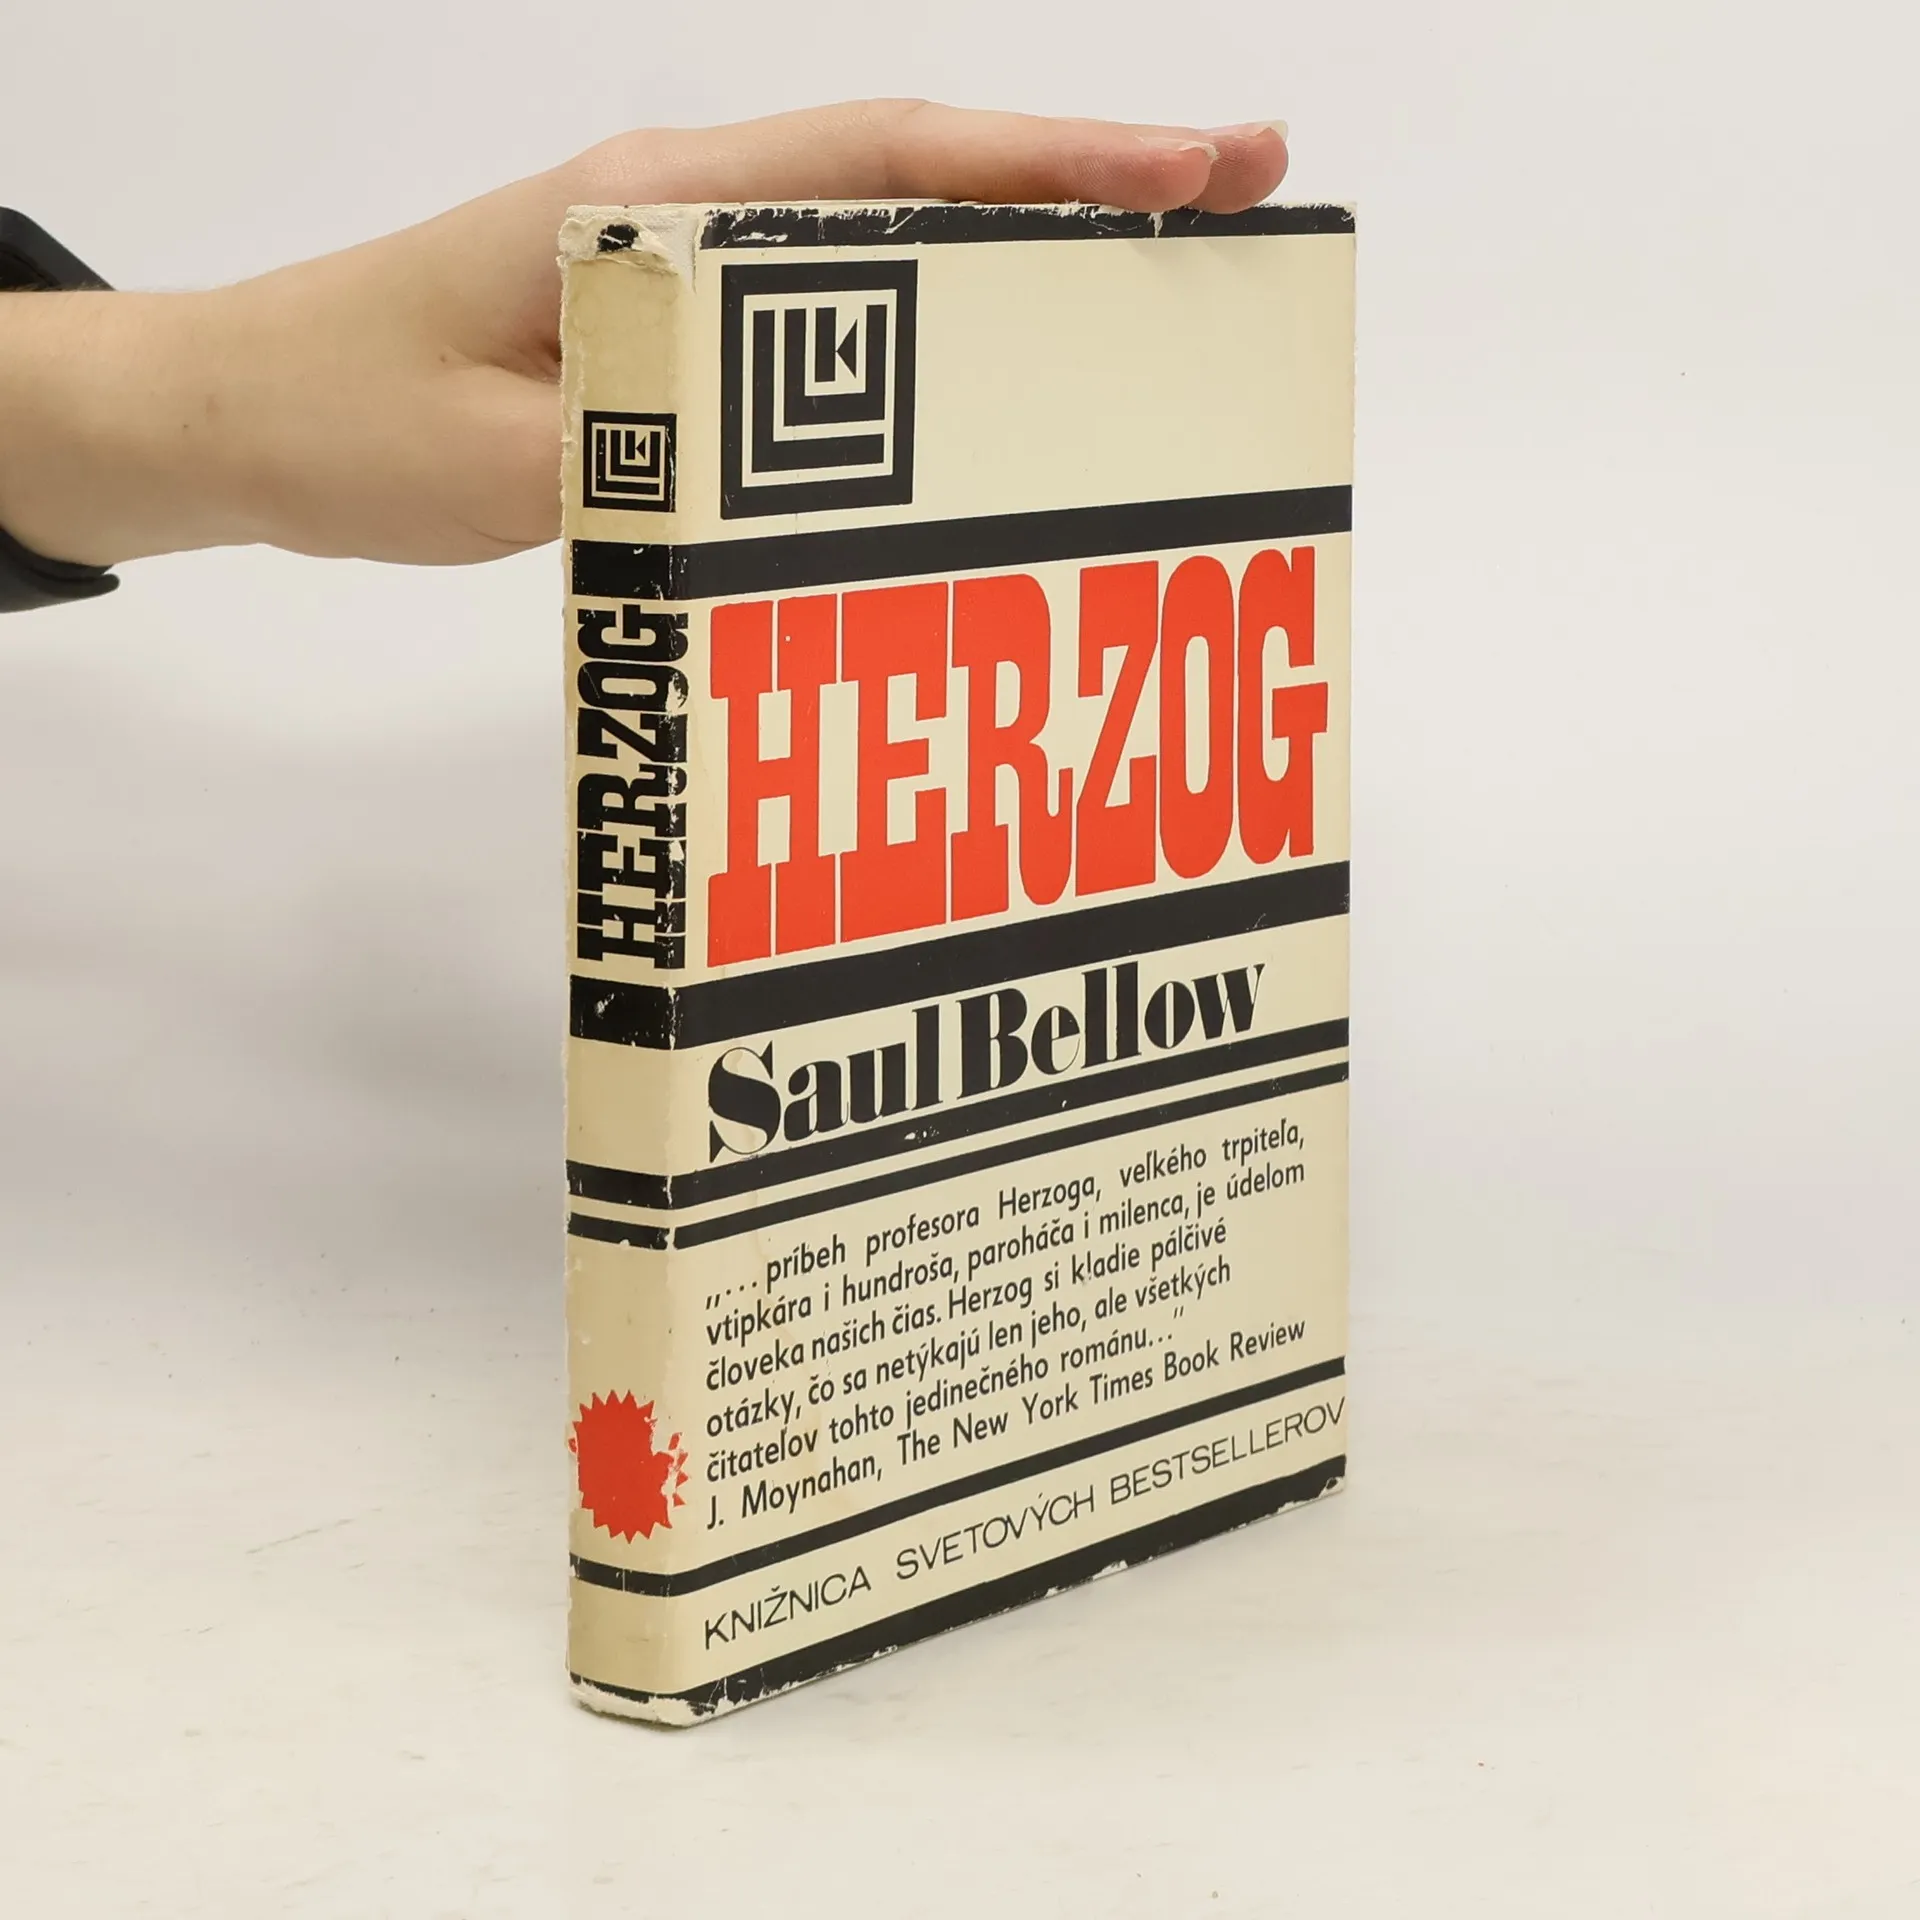 HERZOG
HERZOG
Saul Bellow
„... príbeh profesora Herzoga, veľkého trpiteľa,
vtipkára i hundroša, paroháča i milenca, je údelom
človeka našich čias. Herzog si kladie pálčivé
otázky, čo sa netýkajú len jeho, ale všetkých
čitateľov tohto jedinečného románu..."
J. Moynahan, The New York Times Book Review
KNIŽNICA SVETOVÝCH BESTSELLEROV